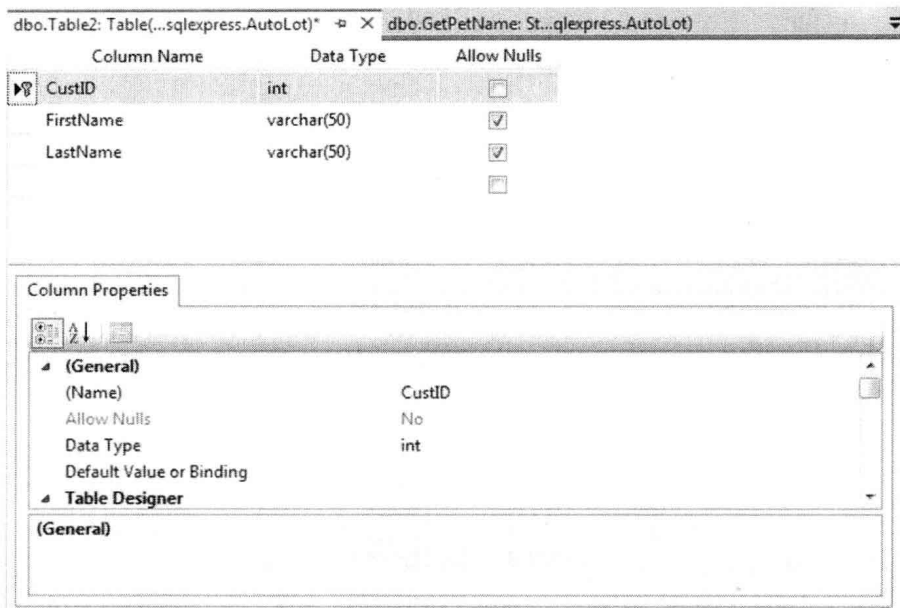 dbo.Table2: Table(...sqlexpress.AutoLot)* dbo.GetPetName: St...qlexpress.AutoLot)
Column Name Data Type Allow Nulls
CustID int
FirstName varchar(50)
LastName varchar(50)
Column Properties
A Z
(General)
(Name) CustID
Allow Nulls No
Data Type int
Default Value or Binding
Table Designer
(General)